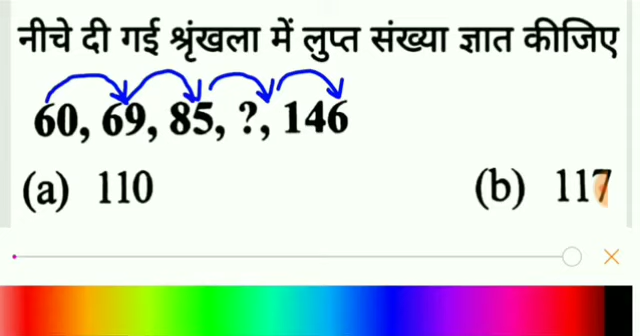 नीचे दी गई श्रृंखला में लुप्त संख्या ज्ञात कीजिए
60, 69, 85, ?, 146
(a) 110 (b) 117